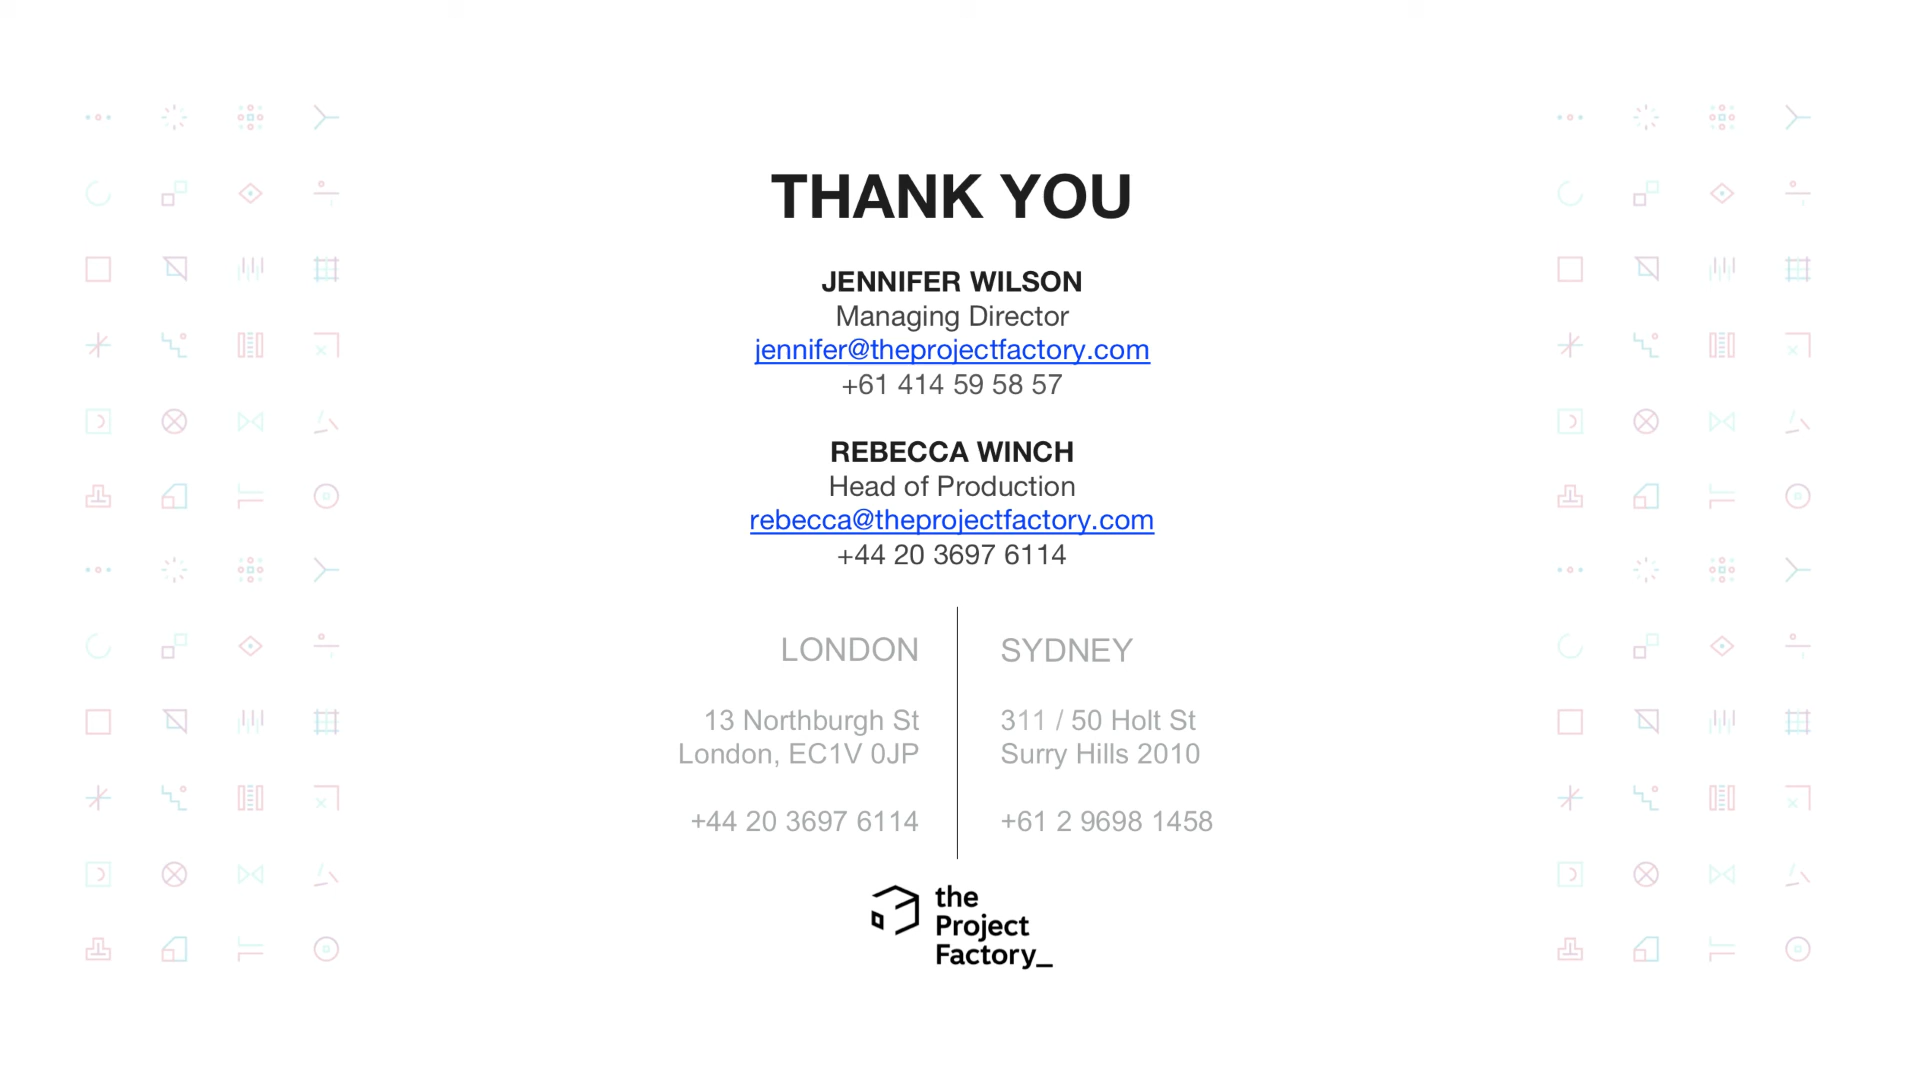 THANK YOU
JENNIFER WILSON
Managing Director
jennifer@theprojectfactory.com
+61 414 59 58 57
REBECCA WINCH
Head of Production
rebecca@theprojectfactory.com
+44 20 3697 6114
LONDON
13 Northburgh St
London, EC1V 0JP
+44 20 3697 6114
SYDNEY
311 / 50 Holt St
Surry Hills 2010
+61 2 9698 1458
the
Project
Factory_